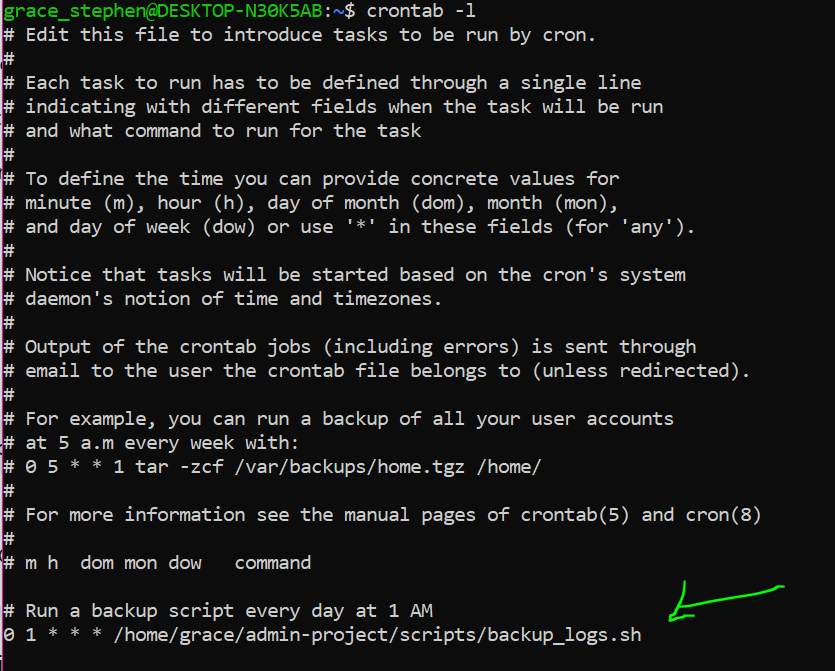 grace_stephen@DESKTOP-N30K5AB:~$ crontab -l
# Edit this file to introduce tasks to be run by cron.
#
# Each task to run has to be defined through a single line
# indicating with different fields when the task will be run
# and what command to run for the task
#
# To define the time you can provide concrete values for
# minute (m), hour (h), day of month (dom), month (mon),
# and day of week (dow) or use '*' in these fields (for 'any').
#
# Notice that tasks will be started based on the cron's system
# daemon's notion of time and timezones.
#
# Output of the crontab jobs (including errors) is sent through
# email to the user the crontab file belongs to (unless redirected).
#
# For example, you can run a backup of all your user accounts
# at 5 a.m every week with:
# 0 5 * * 1 tar -zcf /var/backups/home.tgz /home/
#
# For more information see the manual pages of crontab(5) and cron(8)
#
# m h  dom mon dow   command

# Run a backup script every day at 1 AM
0 1 * * * /home/grace/admin-project/scripts/backup_logs.sh